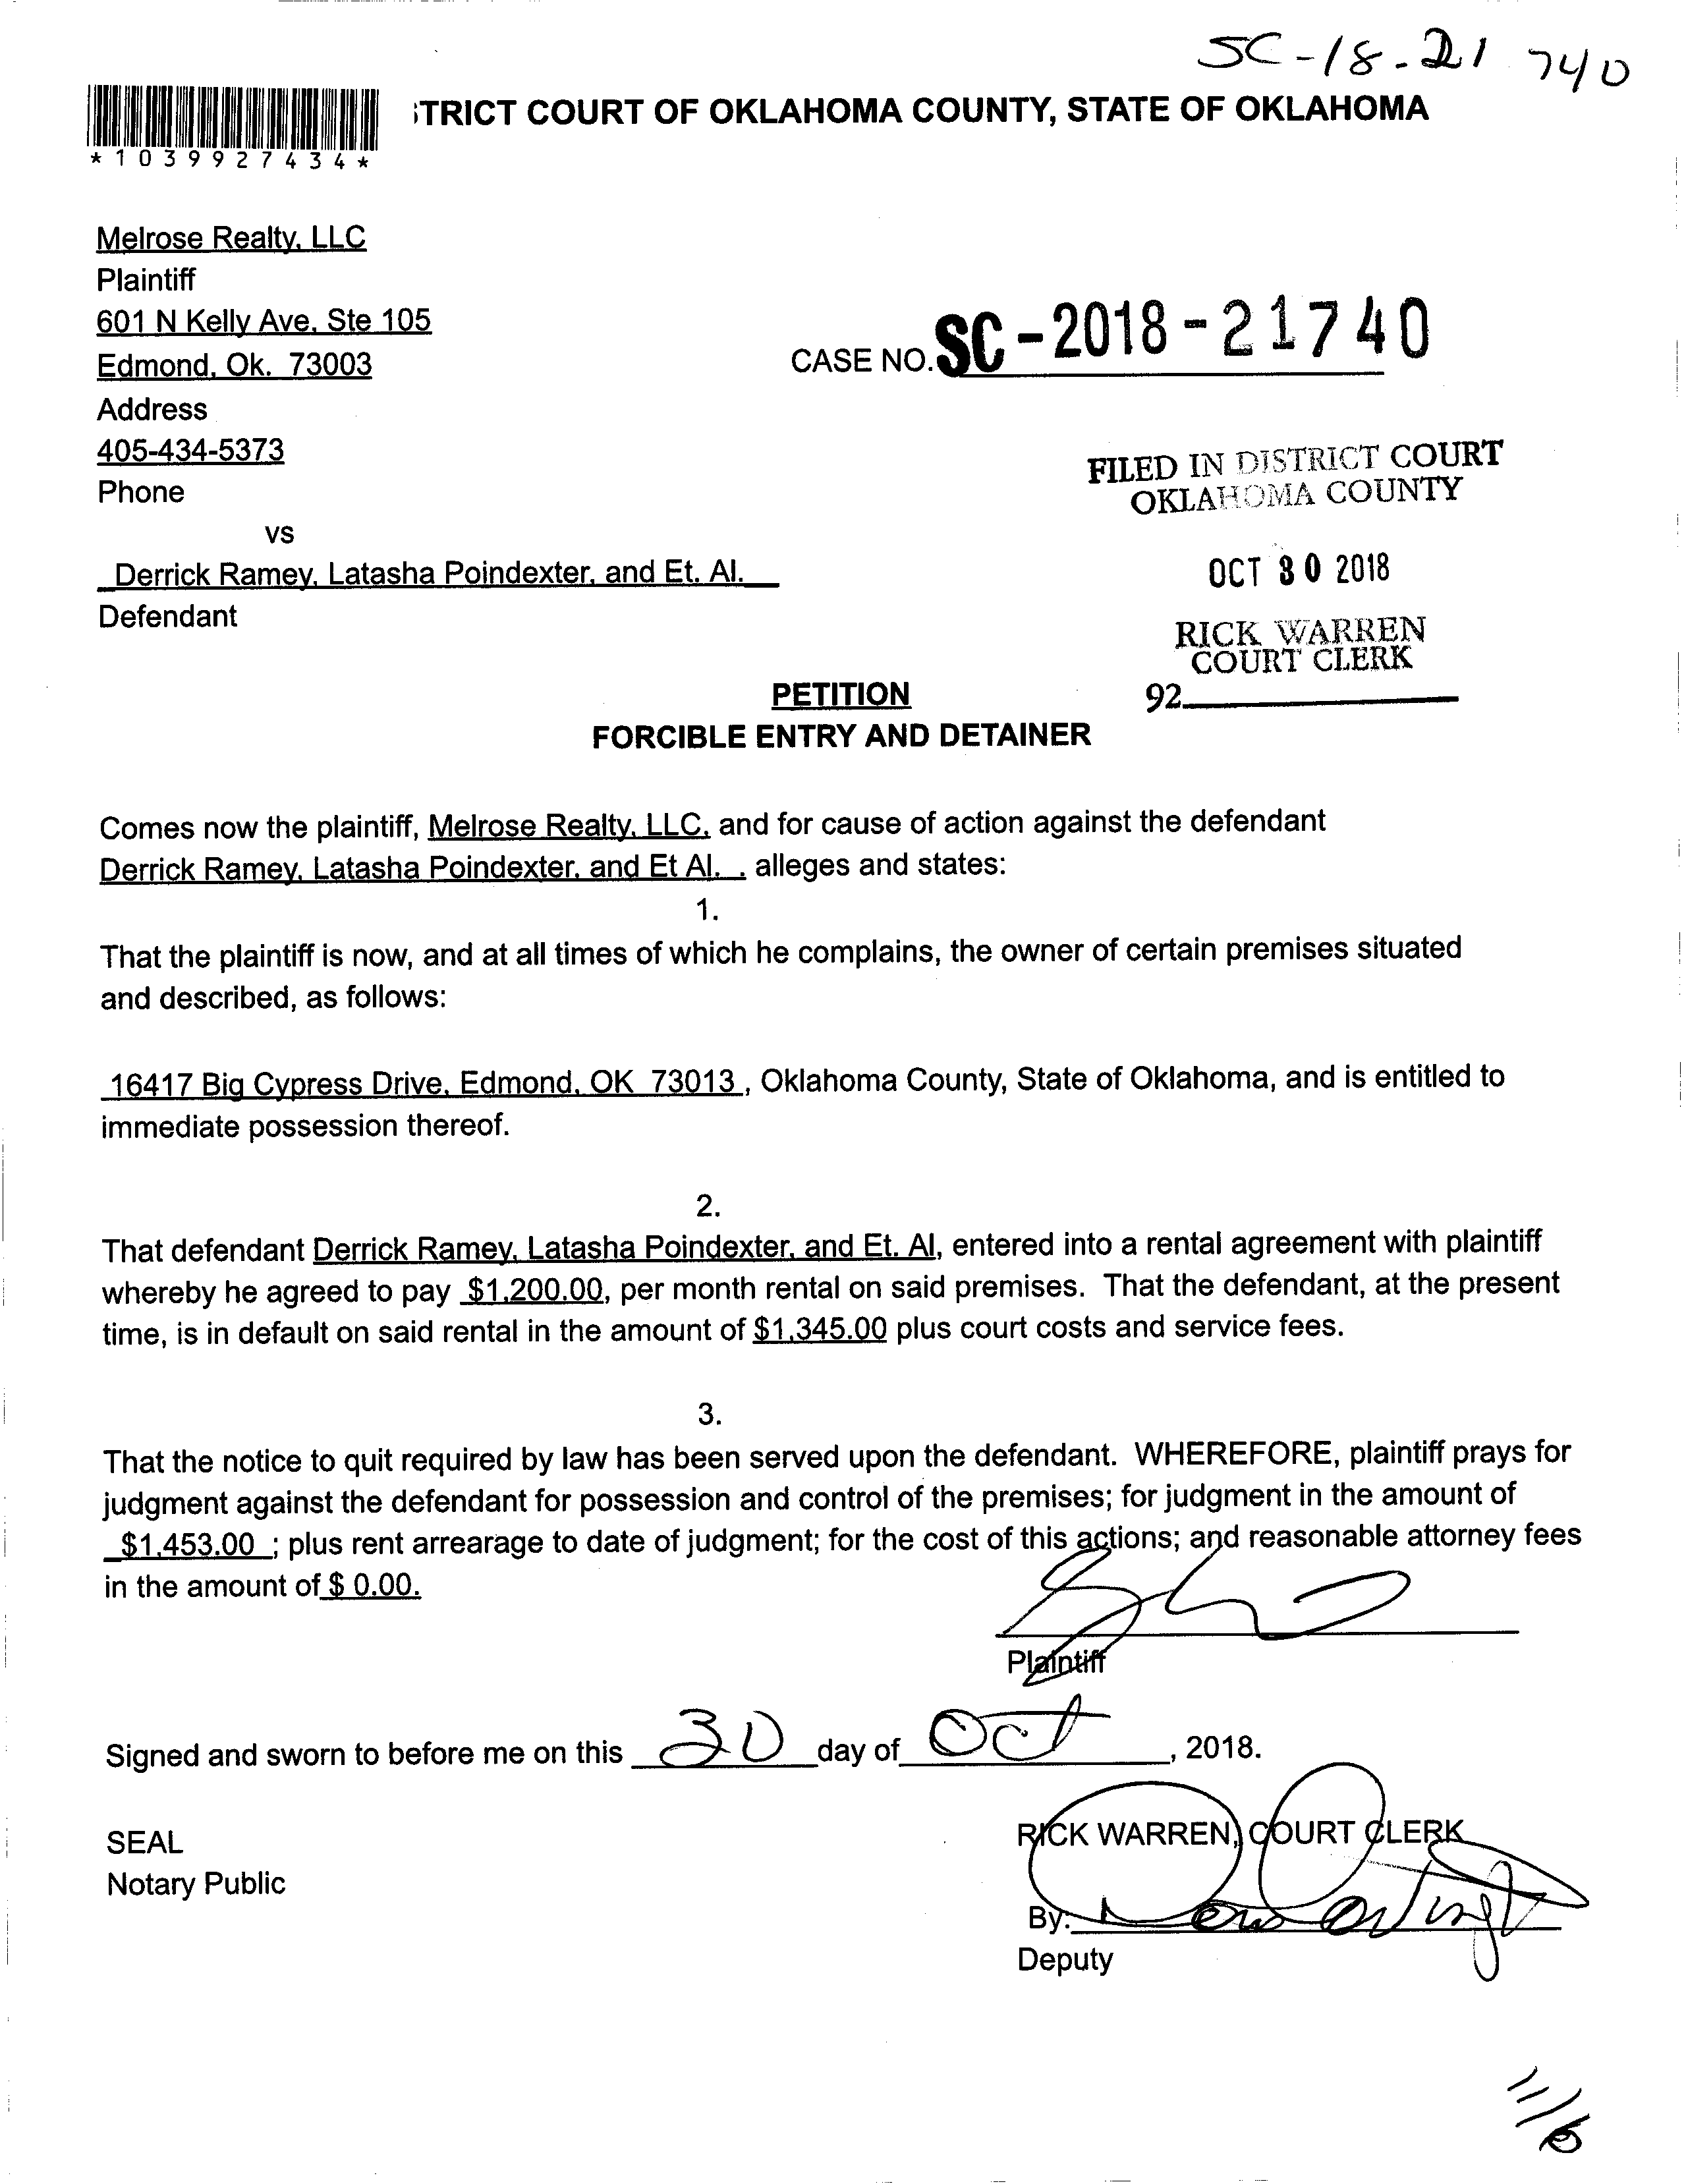 SC-18-21 740
TRICT COURT OF OKLAHOMA COUNTY, STATE OF OKLAHOMA
*1039927434*
Melrose Realty, LLC
Plaintiff
601 N Kelly Ave, Ste 105
Edmond, Ok. 73003
Address
405-434-5373
Phone
CASE NO. SC-2018-21740
FILED IN DISTRICT COURT
OKLAHOMA COUNTY
OCT 30 2018
RICK WARREN
COURT CLERK
92
vs
Derrick Ramey, Latasha Poindexter, and Et. Al.
Defendant
PETITION
FORCIBLE ENTRY AND DETAINER
Comes now the plaintiff, Melrose Realty, LLC, and for cause of action against the defendant
Derrick Ramey, Latasha Poindexter, and Et Al. , alleges and states:
1.
That the plaintiff is now, and at all times of which he complains, the owner of certain premises situated
and described, as follows:
16417 Big Cypress Drive, Edmond, OK 73013 , Oklahoma County, State of Oklahoma, and is entitled to
immediate possession thereof.
2.
That defendant Derrick Ramey, Latasha Poindexter, and Et. Al, entered into a rental agreement with plaintiff
whereby he agreed to pay $1,200.00, per month rental on said premises. That the defendant, at the present
time, is in default on said rental in the amount of $1,345.00 plus court costs and service fees.
3.
That the notice to quit required by law has been served upon the defendant. WHEREFORE, plaintiff prays for
judgment against the defendant for possession and control of the premises; for judgment in the amount of
$1,453.00 ; plus rent arrearage to date of judgment; for the cost of this actions; and reasonable attorney fees
in the amount of $ 0.00.
Plaintiff
Signed and sworn to before me on this 30 day of Oct , 2018.
SEAL
Notary Public
RICK WARREN, COURT CLERK
By:
Deputy
11/6